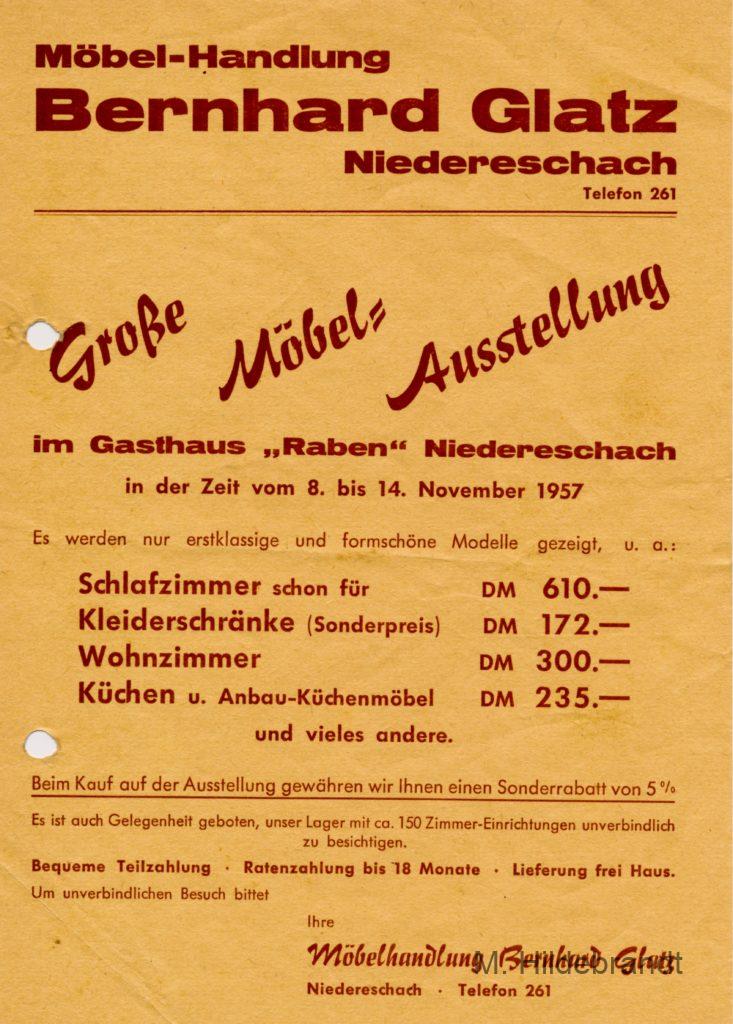 Möbel-Handlung
Bernhard Glatz
Niedereschach
Telefon 261
Große Möbel=Ausstellung
im Gasthaus „Raben“ Niedereschach
in der Zeit vom 8. bis 14. November 1957
Es werden nur erstklassige und formschöne Modelle gezeigt, u. a.:
Schlafzimmer schon für DM 610.—
Kleiderschränke (Sonderpreis) DM 172.—
Wohnzimmer DM 300.—
Küchen u. Anbau-Küchenmöbel DM 235.—
und vieles andere.
Beim Kauf auf der Ausstellung gewähren wir Ihnen einen Sonderrabatt von 5 %
Es ist auch Gelegenheit geboten, unser Lager mit ca. 150 Zimmer-Einrichtungen unverbindlich
zu besichtigen.
Bequeme Teilzahlung · Ratenzahlung bis 18 Monate · Lieferung frei Haus.
Um unverbindlichen Besuch bittet
Ihre
Möbelhandlung Bernhard Glatz
M. Hildebrandt
Niedereschach · Telefon 261